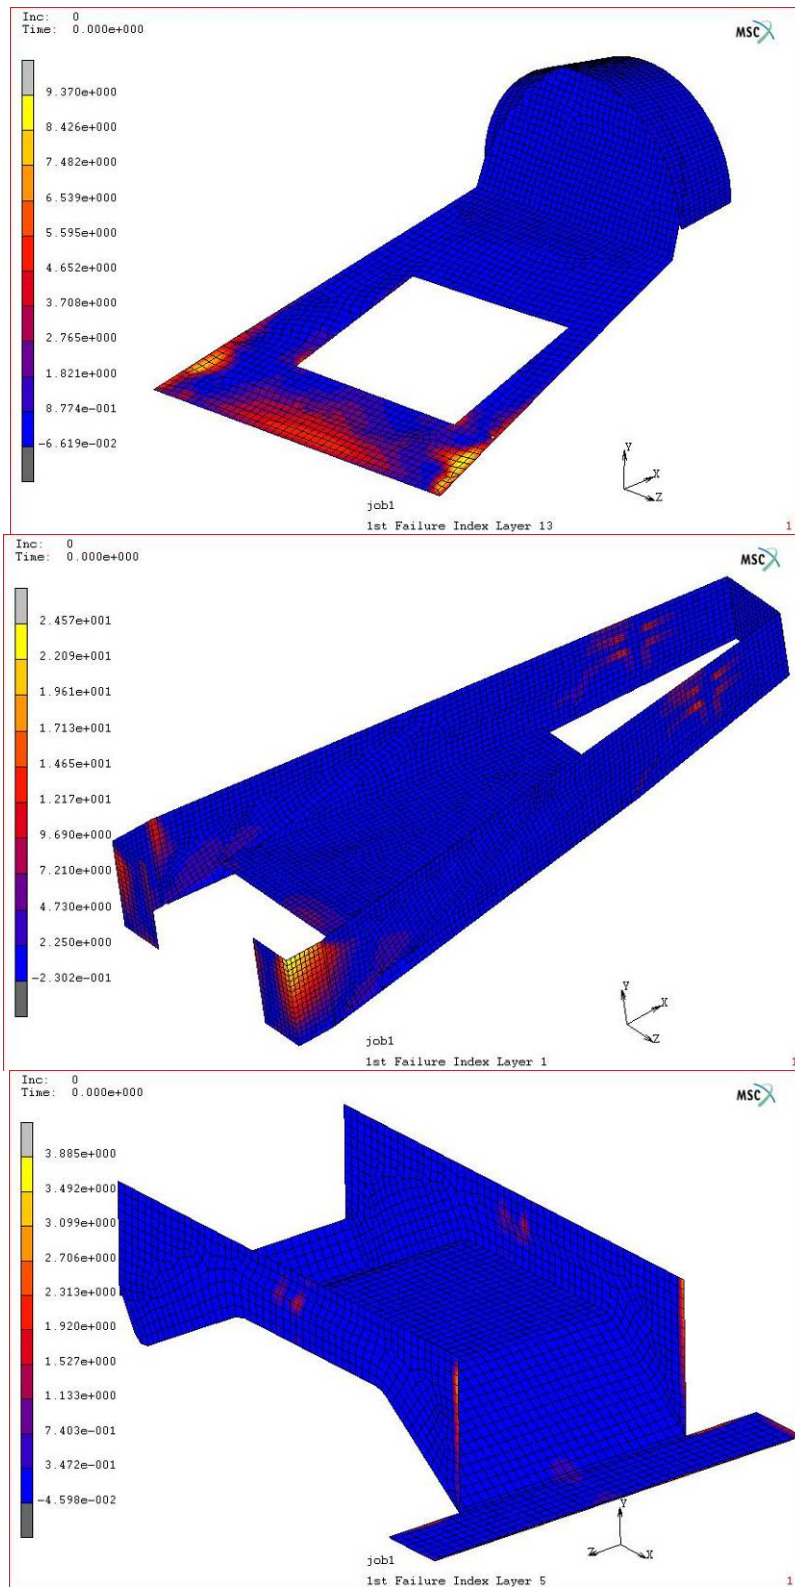 Inc: 0
Time: 0.000e+000
MSC
9.370e+000
8.426e+000
7.482e+000
6.539e+000
5.595e+000
4.652e+000
3.708e+000
2.765e+000
1.821e+000
8.774e-001
-6.619e-002
Y
X
Z
job1
1st Failure Index Layer 13
1
Inc: 0
Time: 0.000e+000
MSC
2.457e+001
2.209e+001
1.961e+001
1.713e+001
1.465e+001
1.217e+001
9.690e+000
7.210e+000
4.730e+000
2.250e+000
-2.302e-001
Y
X
Z
job1
1st Failure Index Layer 1
1
Inc: 0
Time: 0.000e+000
MSC
3.885e+000
3.492e+000
3.099e+000
2.706e+000
2.313e+000
1.920e+000
1.527e+000
1.133e+000
7.403e-001
3.472e-001
-4.598e-002
Y
Z
X
job1
1st Failure Index Layer 5
1